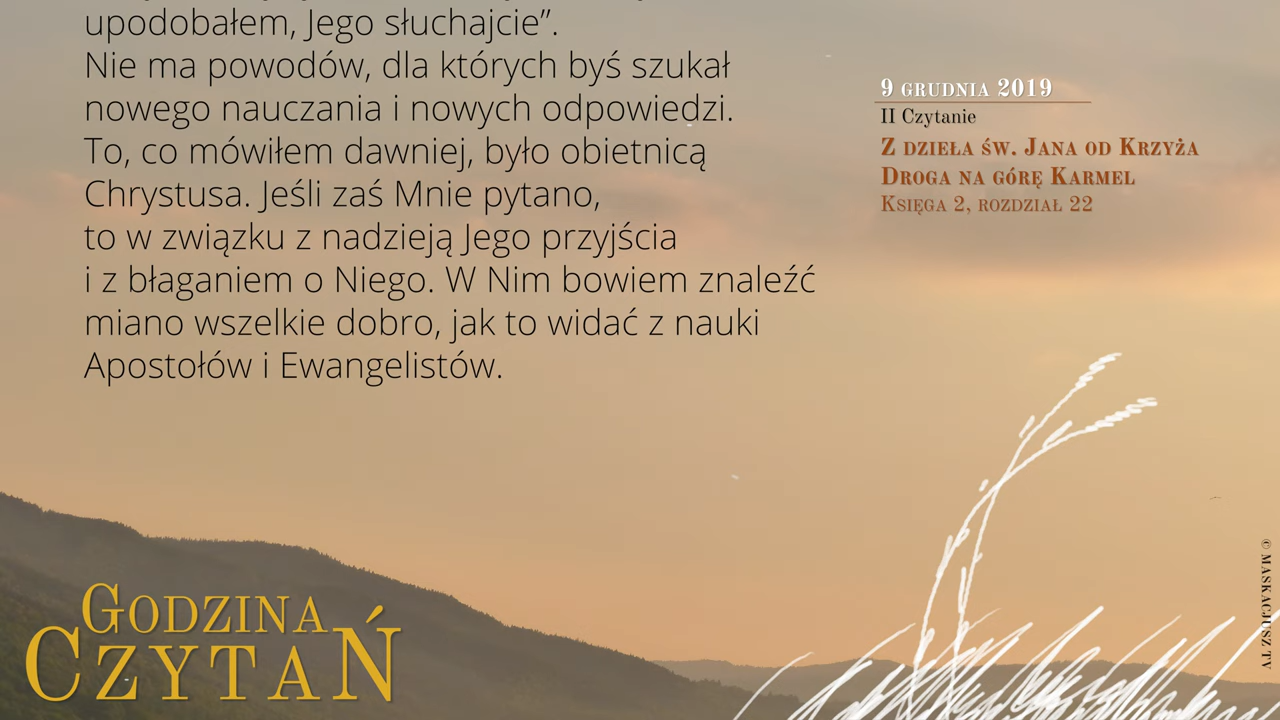 upodobałem, Jego słuchajcie”.
Nie ma powodów, dla których byś szukał
nowego nauczania i nowych odpowiedzi.
To, co mówiłem dawniej, było obietnicą
Chrystusa. Jeśli zaś Mnie pytano,
to w związku z nadzieją Jego przyjścia
i z błaganiem o Niego. W Nim bowiem znaleźć
miano wszelkie dobro, jak to widać z nauki
Apostołów i Ewangelistów.
9 GRUDNIA 2019
II Czytanie
Z DZIEŁA ŚW. JANA OD KRZYŻA
DROGA NA GÓRĘ KARMEL
KSIĘGA 2, ROZDZIAŁ 22
GODZINA
CZYTAŃ
© MASKACJUSZ TV